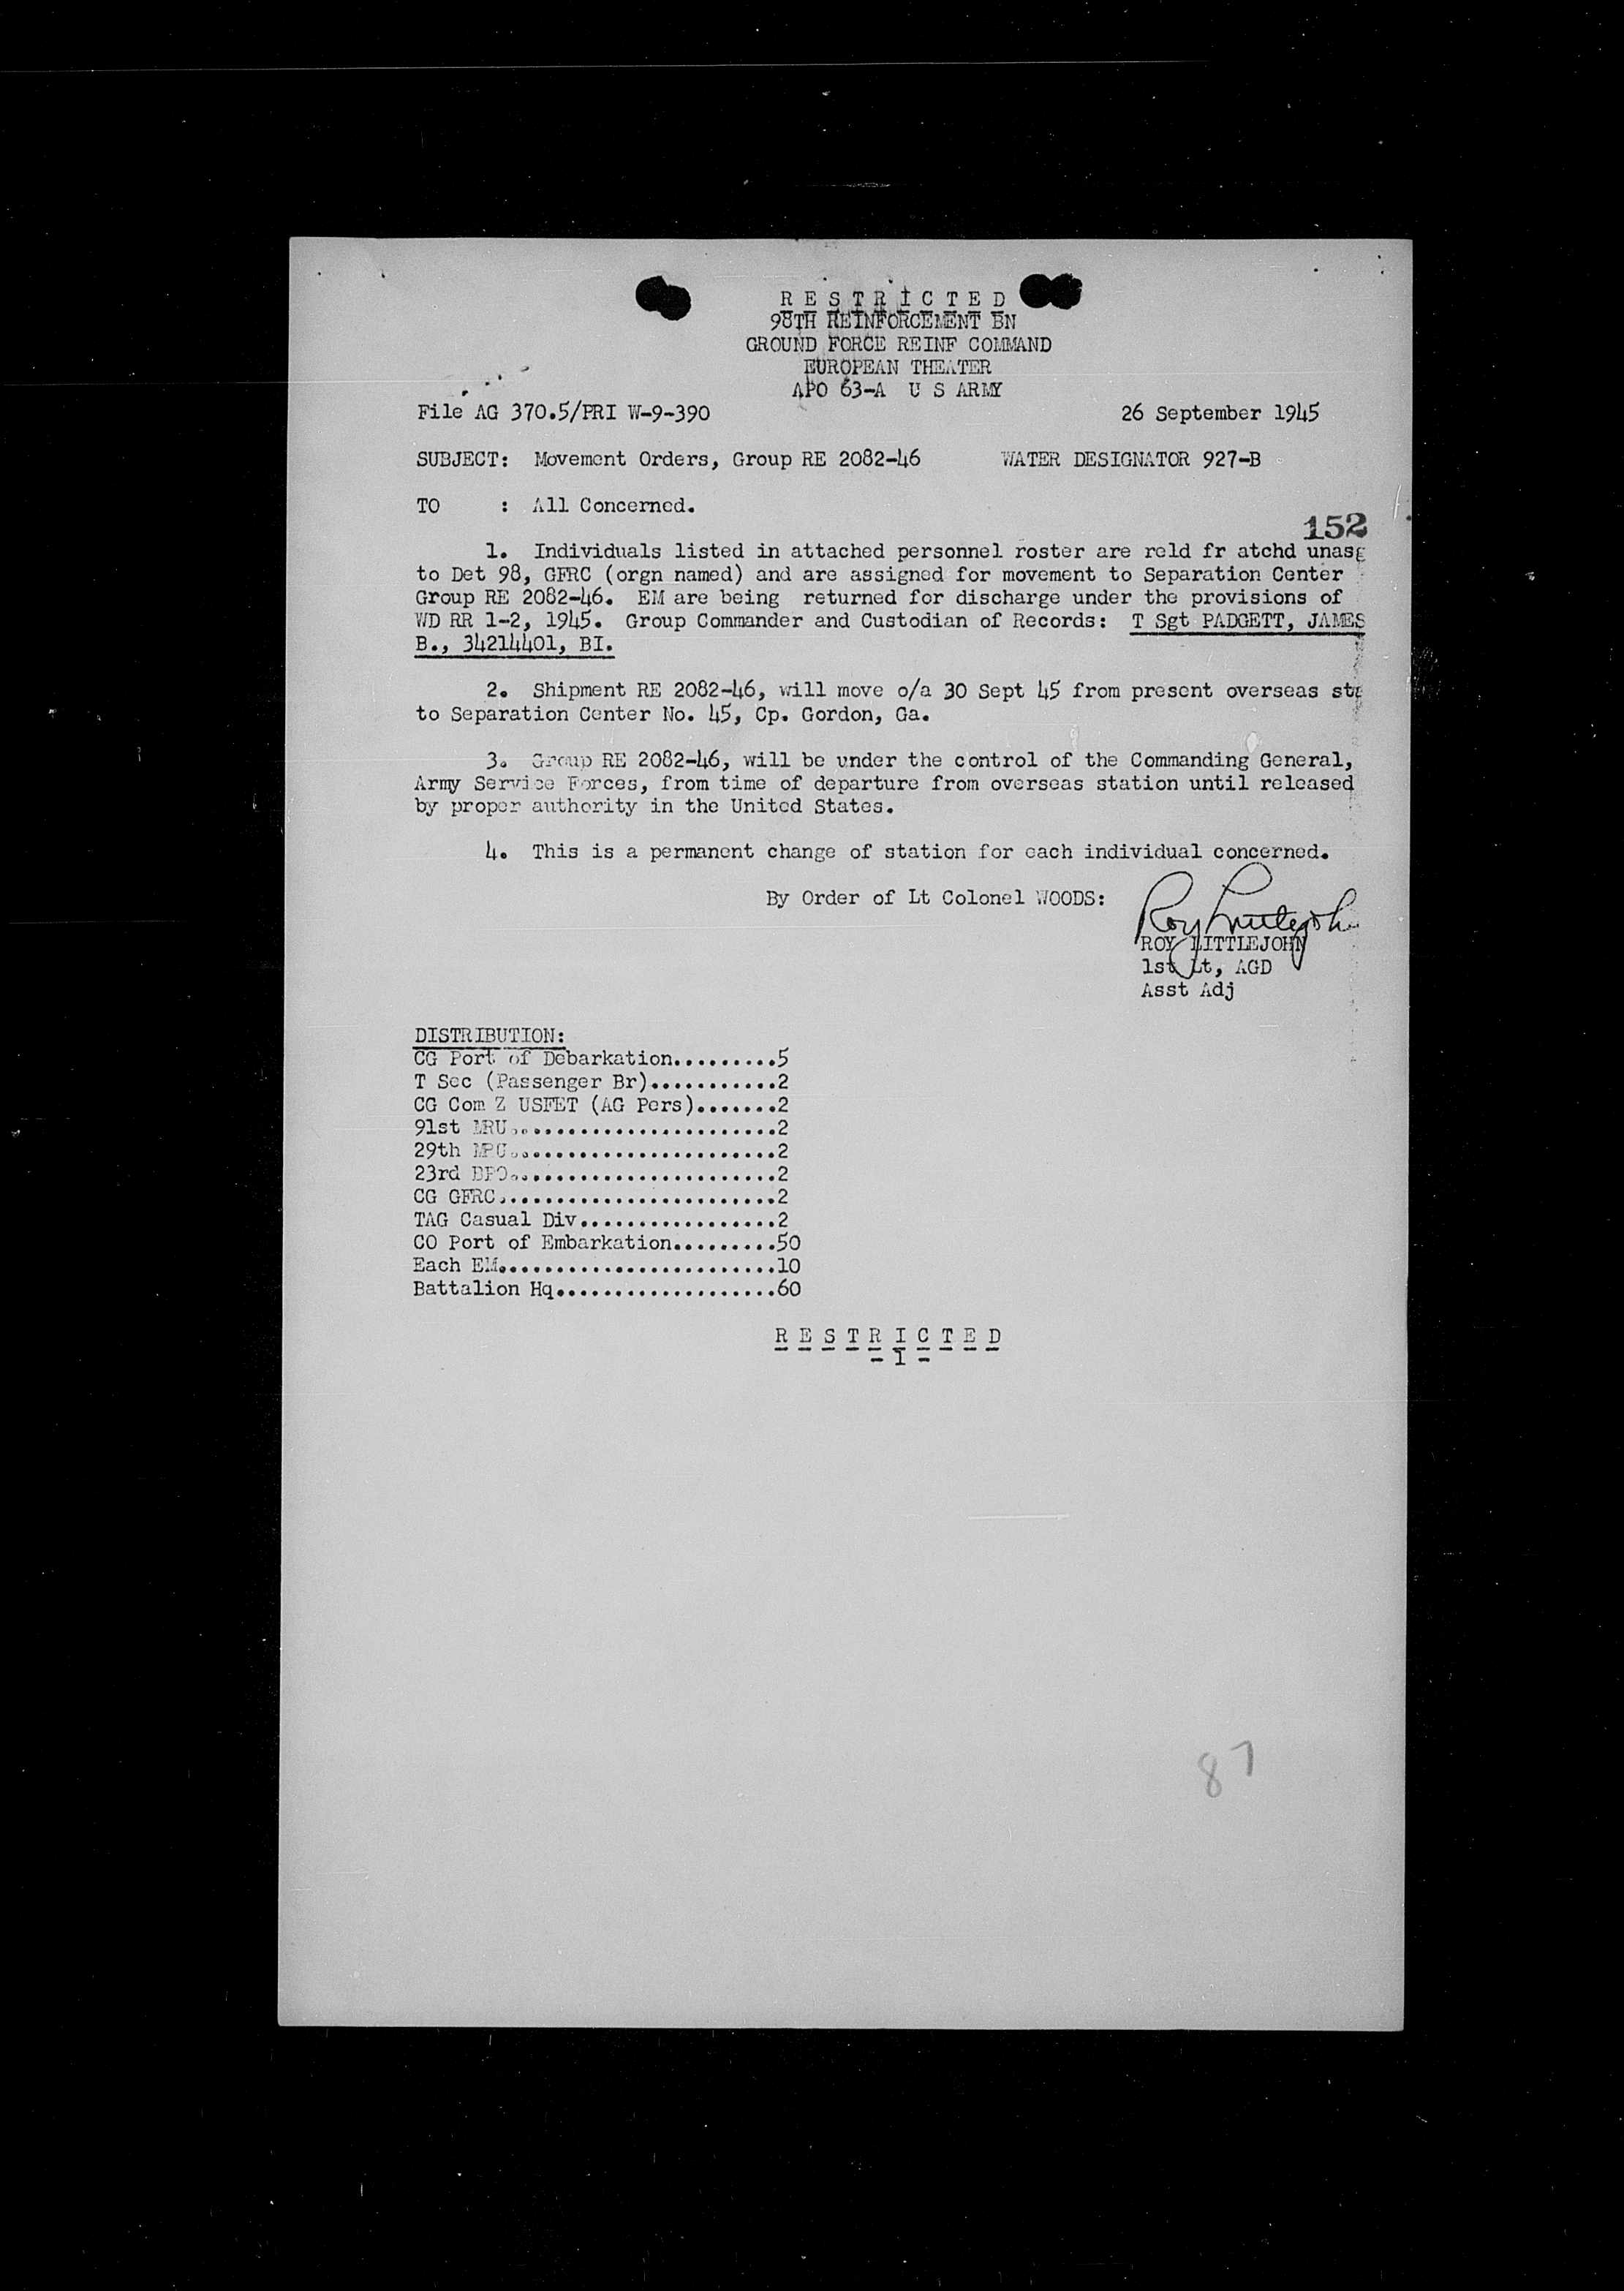 R E S T R I C T E D
98TH REINFORCEMENT BN
GROUND FORCE REINF COMMAND
EUROPEAN THEATER
APO 63-A U S ARMY
File AG 370.5/PRI W-9-390 26 September 1945
SUBJECT: Movement Orders, Group RE 2082-46 WATER DESIGNATOR 927-B
TO : All Concerned.
152
1. Individuals listed in attached personnel roster are reld fr atchd unasg
to Det 98, GFRC (orgn named) and are assigned for movement to Separation Center
Group RE 2082-46. EM are being returned for discharge under the provisions of
WD RR 1-2, 1945. Group Commander and Custodian of Records: T Sgt PADGETT, JAMES
B., 34214401, BI.
2. Shipment RE 2082-46, will move o/a 30 Sept 45 from present overseas sta
to Separation Center No. 45, Cp. Gordon, Ga.
3. Group RE 2082-46, will be under the control of the Commanding General,
Army Service Forces, from time of departure from overseas station until released
by proper authority in the United States.
4. This is a permanent change of station for each individual concerned.
By Order of Lt Colonel WOODS:
Roy Littlejohn
ROY LITTLEJOHN
1st Lt, AGD
Asst Adj
DISTRIBUTION:
CG Port of Debarkation.........5
T Sec (Passenger Br)...........2
CG Com Z USFET (AG Pers).......2
91st MRU.......................2
29th .......................2
23rd .......................2
CG GFRC........................2
TAG Casual Div.................2
CO Port of Embarkation.........50
Each EM........................10
Battalion Hq...................60
R E S T R I C T E D
- 1 -
87